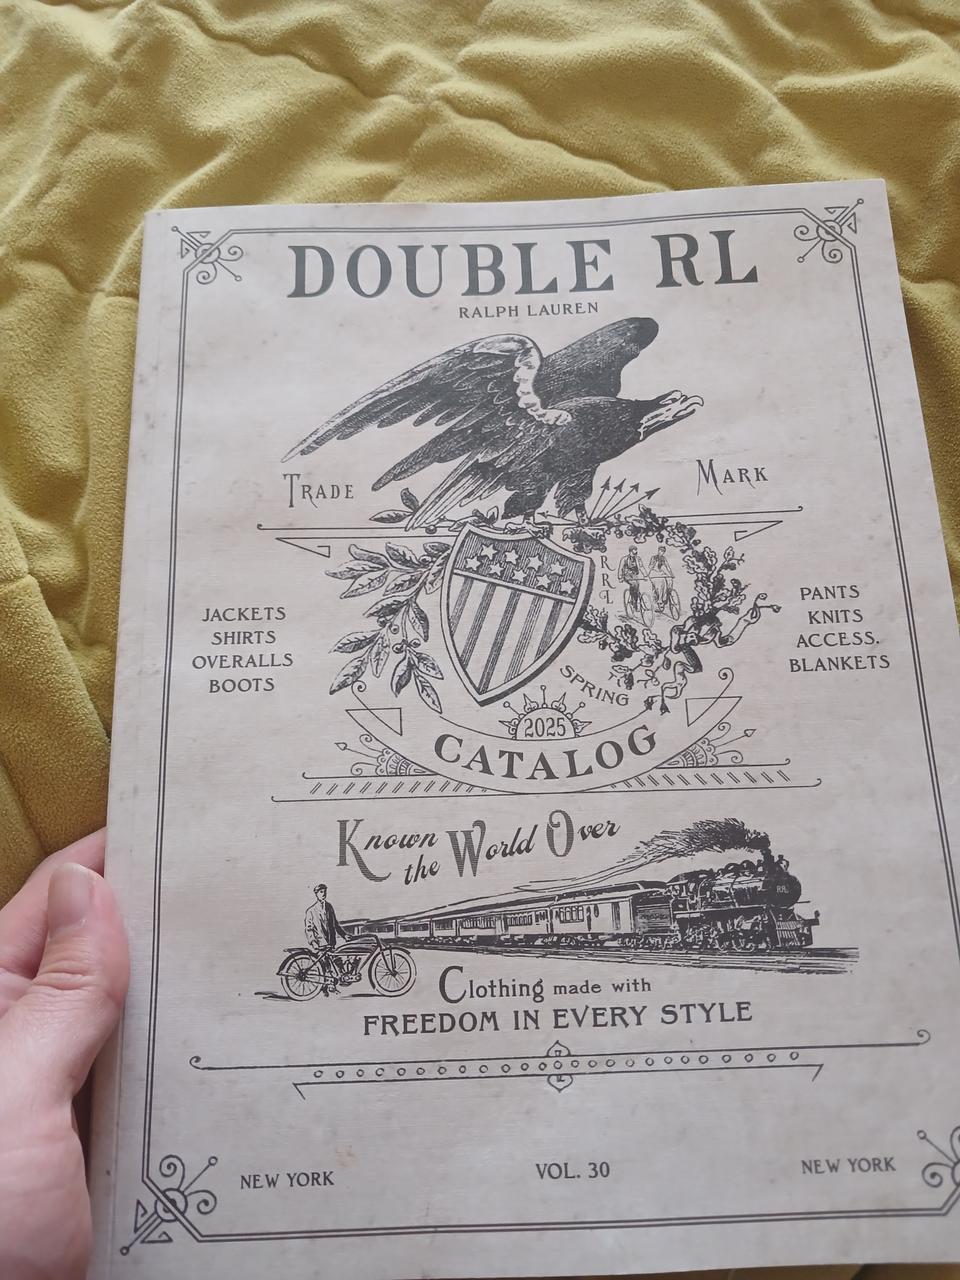 DOUBLE RL
RALPH LAUREN
TRADE MARK
JACKETS
SHIRTS
OVERALLS
BOOTS
RRL
PANTS
KNITS
ACCESS.
BLANKETS
SPRING
2025
CATALOG
Known
the World Over
RRL
Clothing made with
FREEDOM IN EVERY STYLE
NEW YORK
VOL. 30
NEW YORK